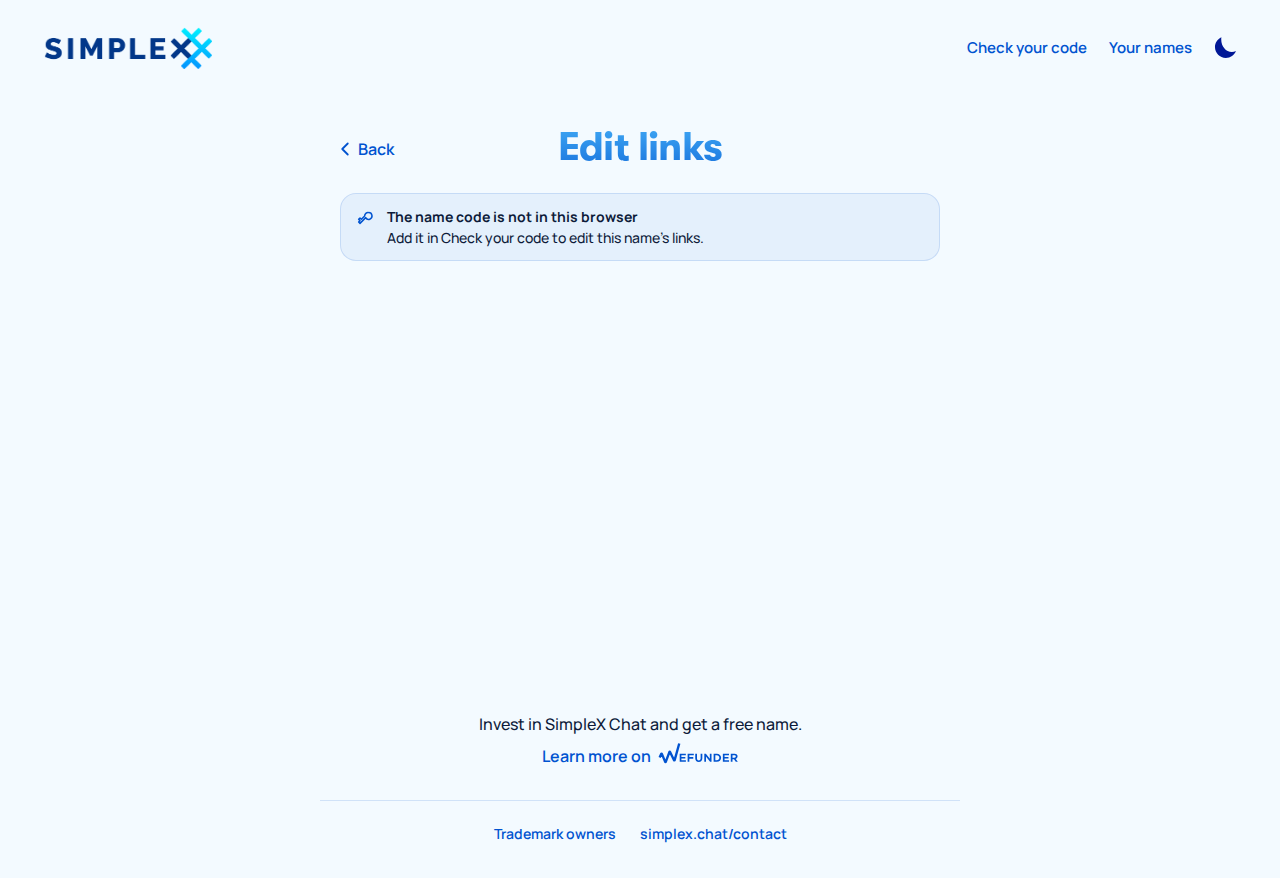 SIMPLEX
Check your code
Your names
Back
Edit links
The name code is not in this browser
Add it in Check your code to edit this name's links.
Invest in SimpleX Chat and get a free name.
Learn more on WEFUNDER
Trademark owners
simplex.chat/contact